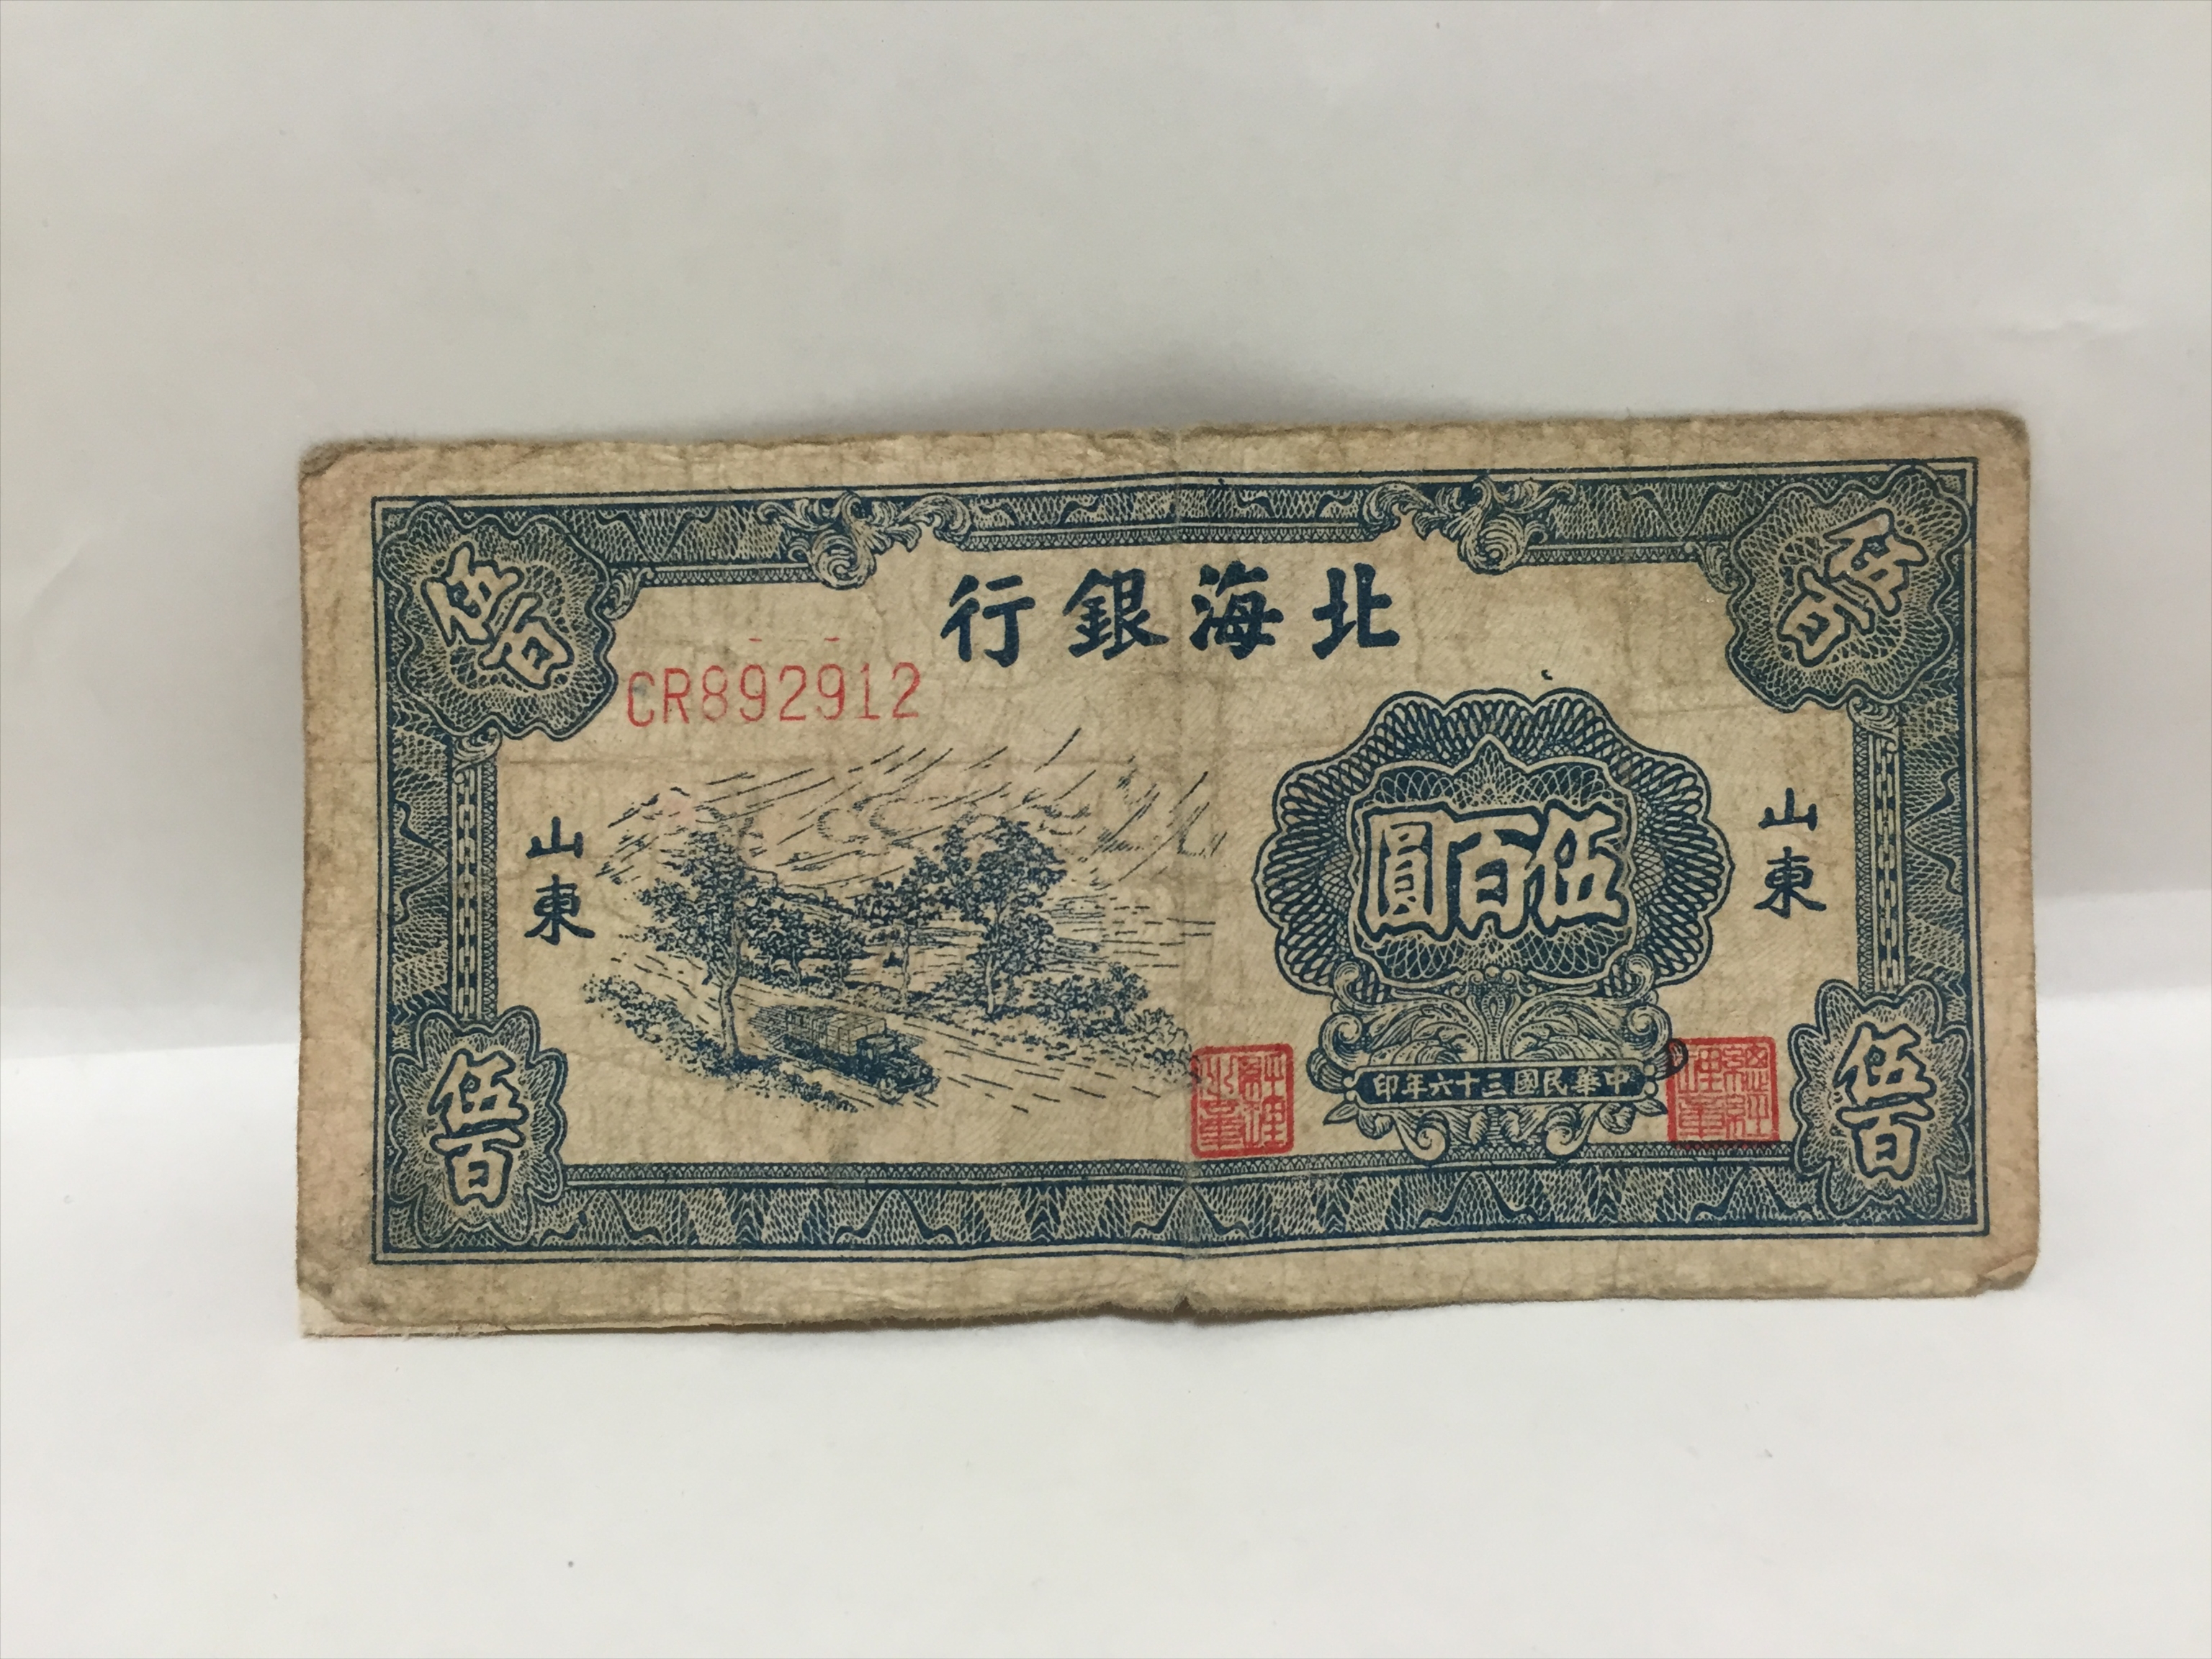 北海銀行
伍百
伍百
CR892912
伍百圓
山東
山東
中華民國三十六年印
伍百
伍百